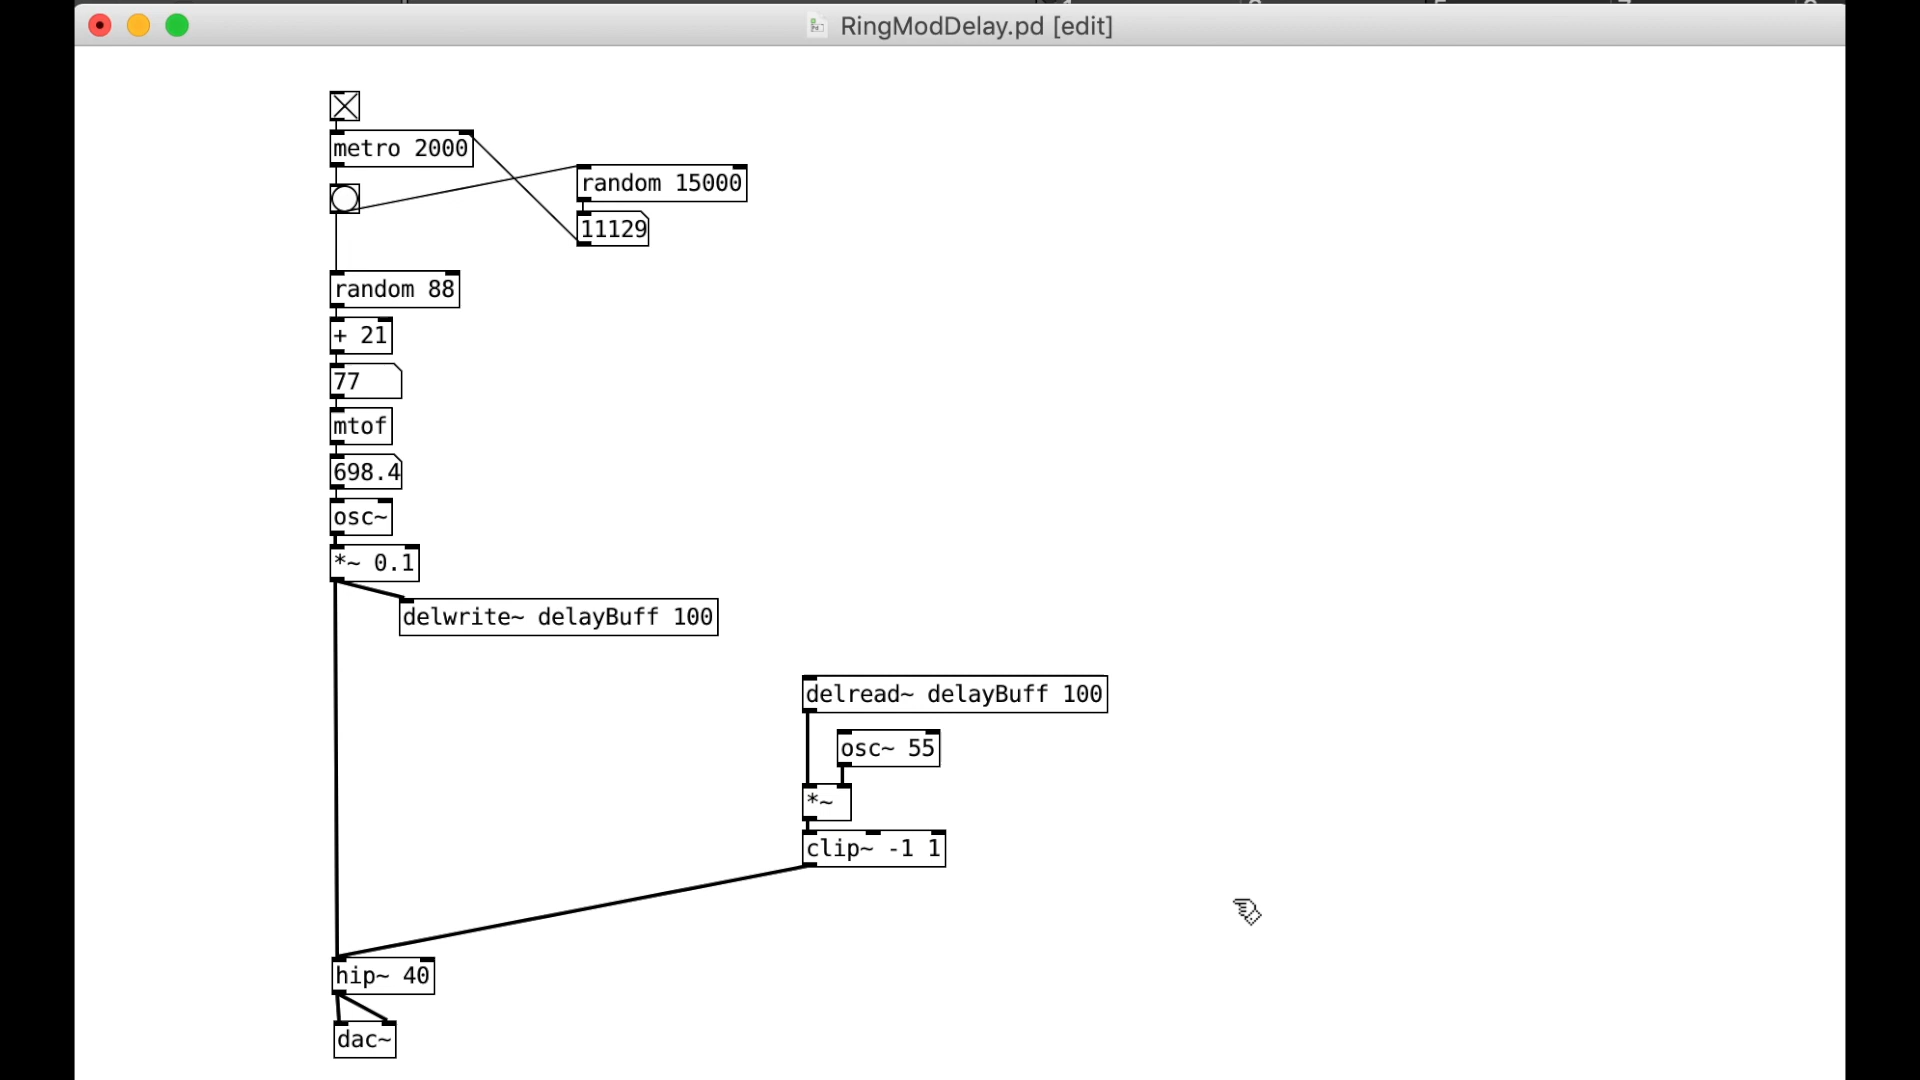 RingModDelay.pd [edit]
metro 2000
random 15000
11129
random 88
+ 21
77
mtof
698.4
osc~
*~ 0.1
delwrite~ delayBuff 100
delread~ delayBuff 100
osc~ 55
*~
clip~ -1 1
hip~ 40
dac~